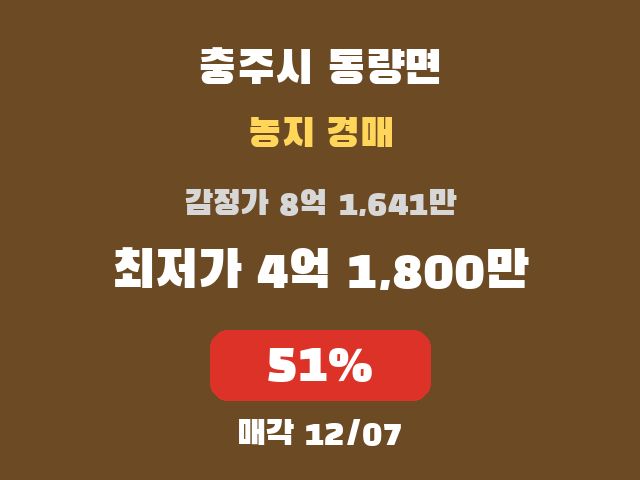 충주시 동량면
농지 경매
감정가 8억 1,641만
최저가 4억 1,800만
51%
매각 12/07